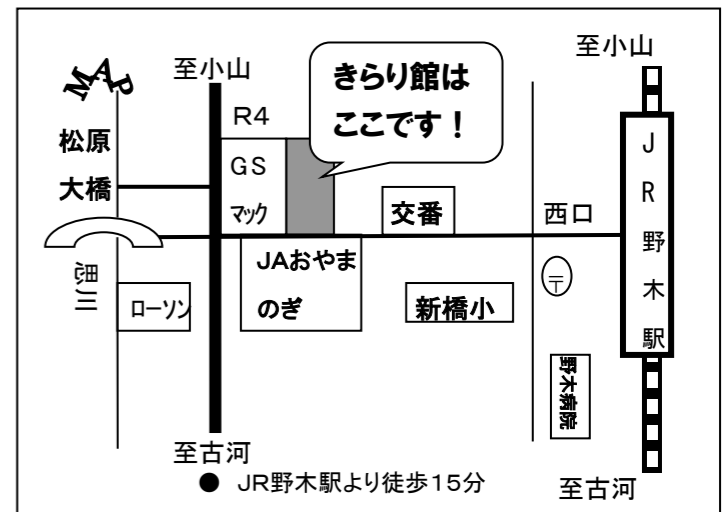 MAP
至小山
至小山
きらり館は
ここです！
R4
松原
大橋
GS
マック
交番
西口
JR野木駅
思川
ローソン
JAおやま
のぎ
新橋小
〒
野木病院
至古河
● JR野木駅より徒歩15分
至古河